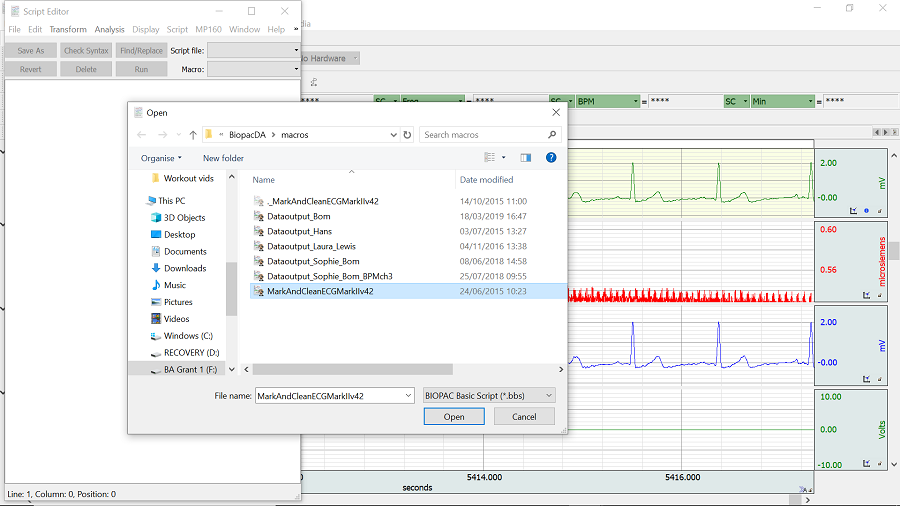 Script Editor
File Edit Transform Analysis Display Script MP160 Window Help »
Save As Check Syntax Find/Replace Script file:
Revert Delete Run Macro:
dia
No Hardware
**** SC Freq = **** SC BPM = **** SC Min = ****
Open
« BiopacDA > macros
Search macros
Organise New folder
Workout vids
This PC
3D Objects
Desktop
Documents
Downloads
Music
Pictures
Videos
Windows (C:)
RECOVERY (D:)
BA Grant 1 (F:)
Name Date modified
._MarkAndCleanECGMarkIIv42 14/10/2015 11:00
Dataoutput_Bom 18/03/2019 16:47
Dataoutput_Hans 03/07/2015 13:27
Dataoutput_Laura_Lewis 04/11/2016 13:38
Dataoutput_Sophie_Bom 08/06/2018 14:58
Dataoutput_Sophie_Bom_BPMch3 25/07/2018 09:55
MarkAndCleanECGMarkIIv42 24/06/2015 10:23
File name: MarkAndCleanECGMarkIIv42 BIOPAC Basic Script (*.bbs)
Open Cancel
2.00
-0.00
mV
0.60
0.56
microsiemens
2.00
-0.00
mV
10.00
0.00
-10.00
Volts
5414.000 5416.000
seconds
Line: 1, Column: 0, Position: 0